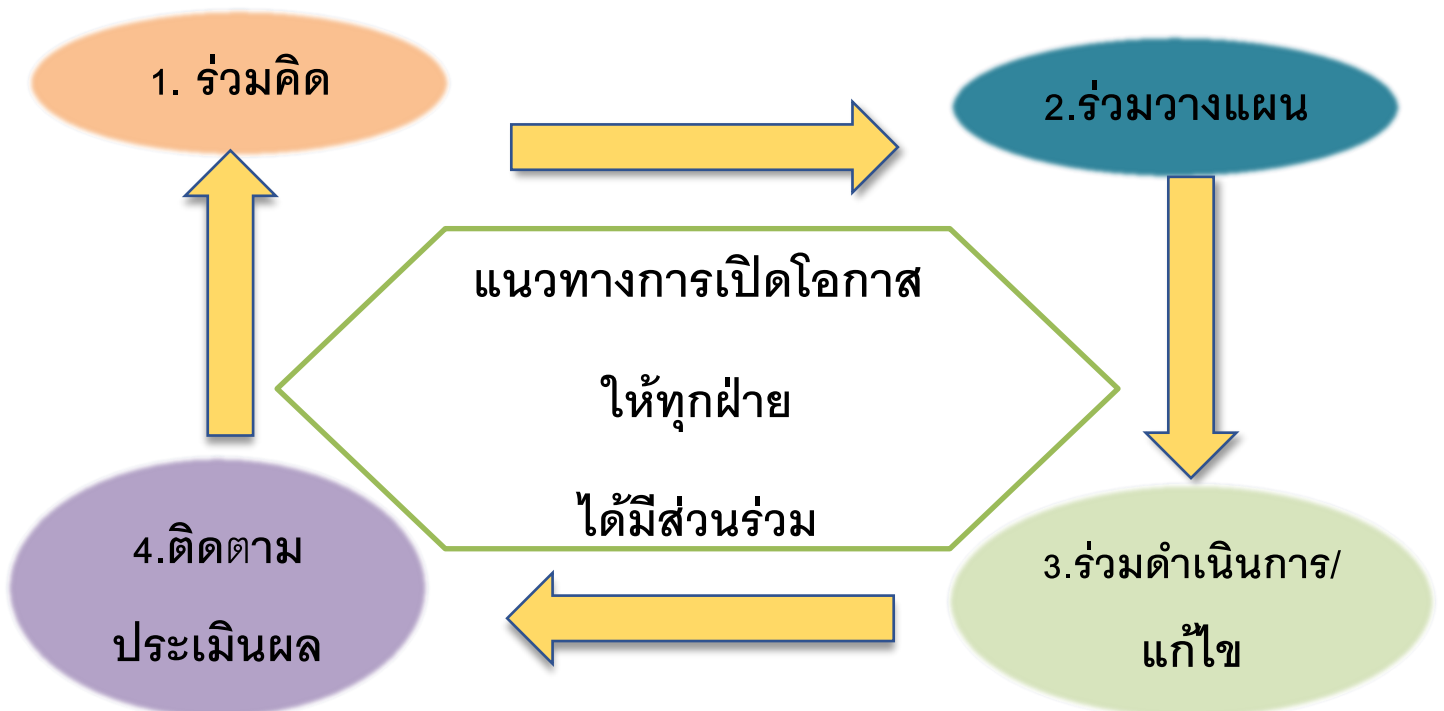 1. ร่วมคิด
2.ร่วมวางแผน
แนวทางการเปิดโอกาส
ให้ทุกฝ่าย
ได้มีส่วนร่วม
3.ร่วมดำเนินการ/
แก้ไข
4.ติดตาม
ประเมินผล